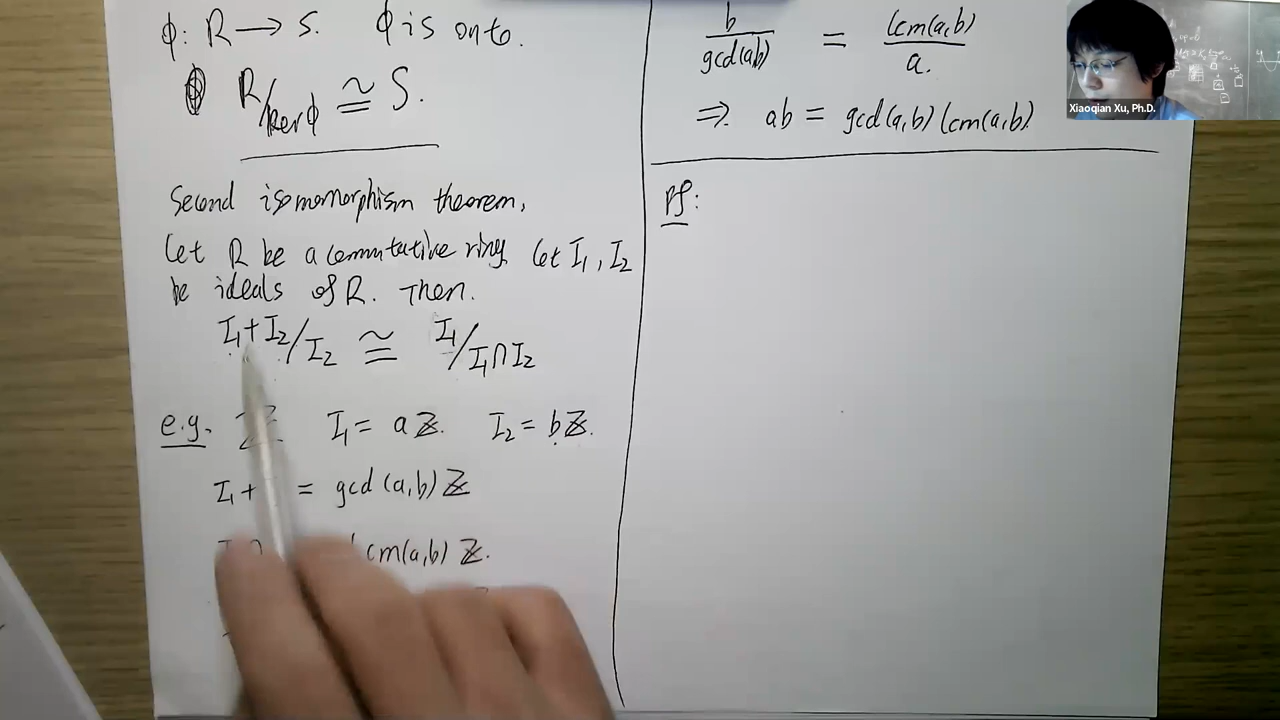 ϕ: R → S. ϕ is onto.
R/kerϕ ≅ S.
Second isomorphism theorem,
Let R be a commutative ring, let I₁, I₂
be ideals of R. Then.
I₁+I₂/I₂ ≅ I₁/I₁∩I₂
e.g. ℤ. I₁ = aℤ. I₂ = bℤ.
I₁+ = gcd(a,b)ℤ
cm(a,b)ℤ.
b/gcd(a,b) = lcm(a,b)/a.
⇒ ab = gcd(a,b) lcm(a,b)
Pf:
Xiaoqian Xu, Ph.D.